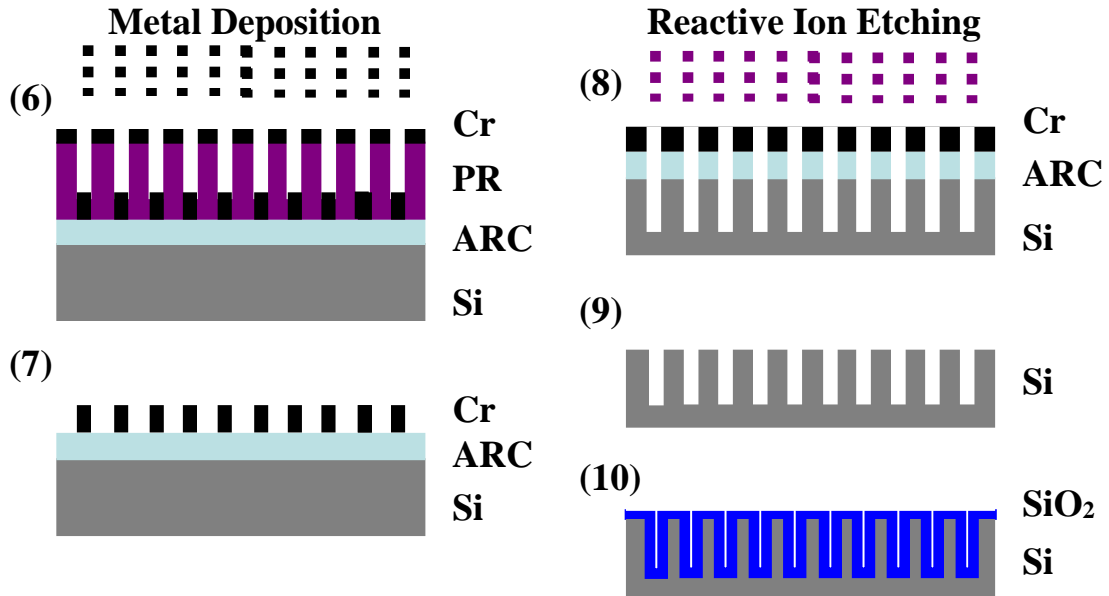 Metal Deposition
(6)
Cr
PR
ARC
Si
(7)
Cr
ARC
Si
Reactive Ion Etching
(8)
Cr
ARC
Si
(9)
Si
(10)
SiO₂
Si